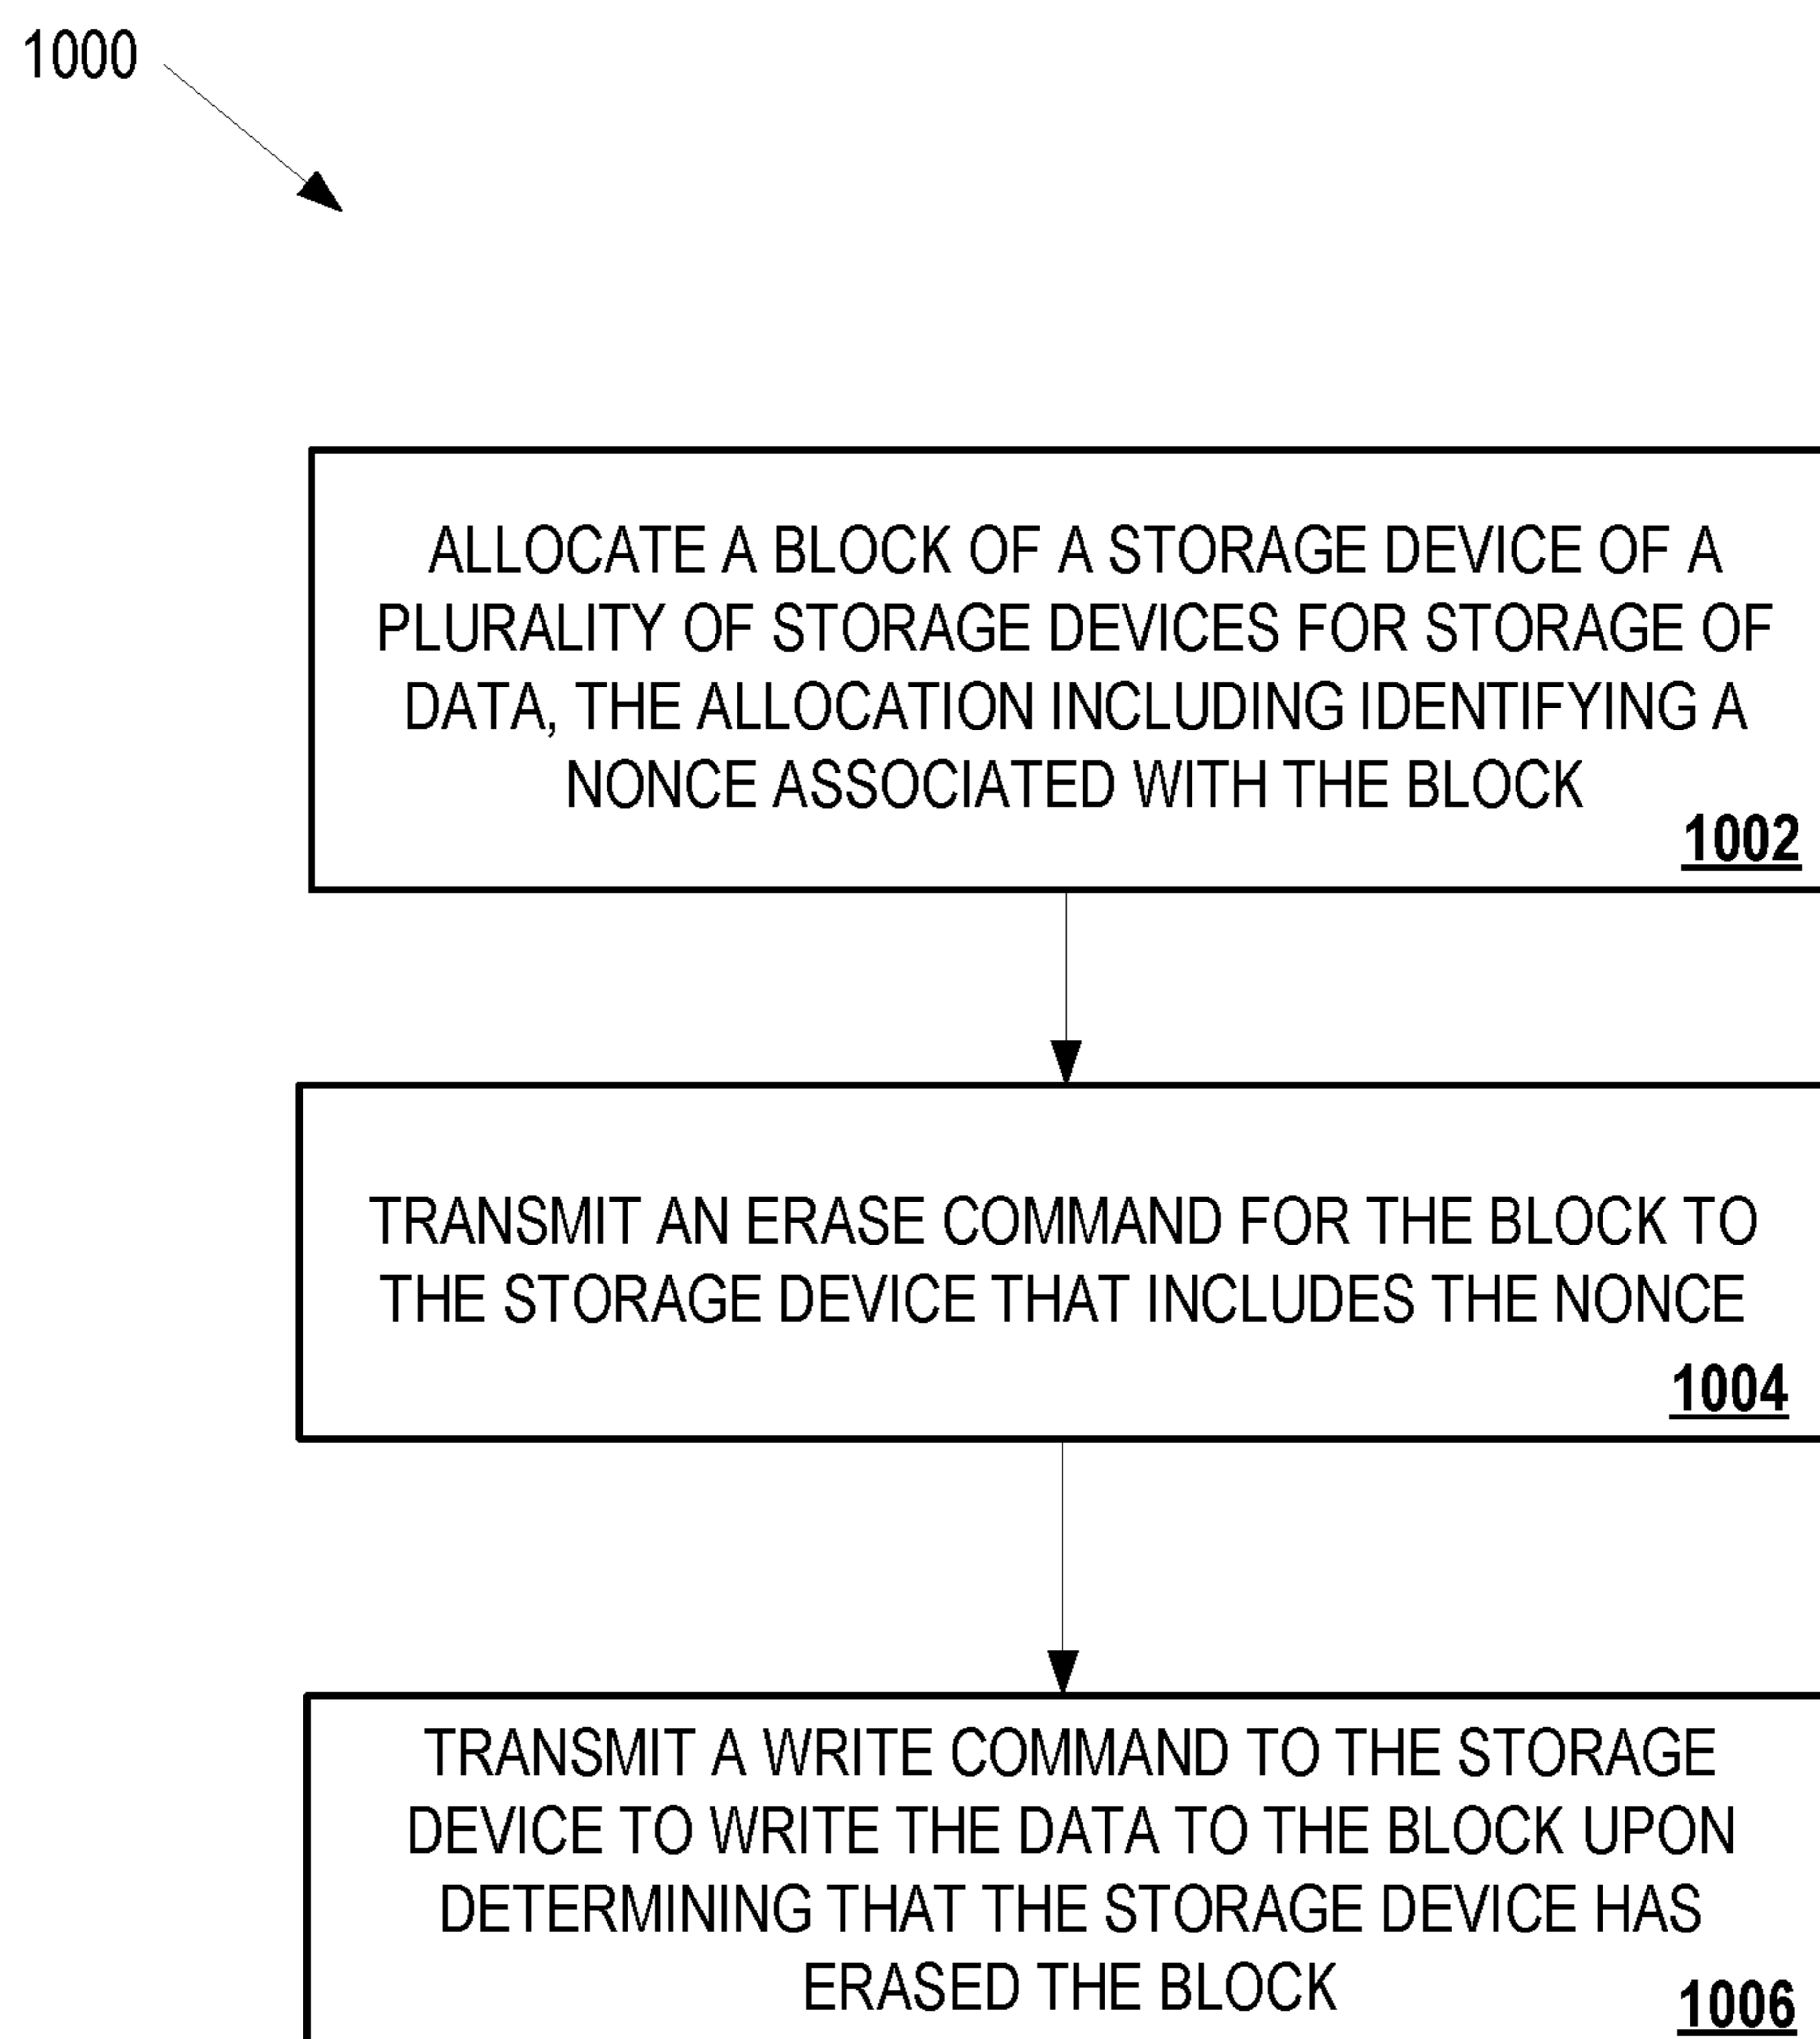 1000
ALLOCATE A BLOCK OF A STORAGE DEVICE OF A
PLURALITY OF STORAGE DEVICES FOR STORAGE OF
DATA, THE ALLOCATION INCLUDING IDENTIFYING A
NONCE ASSOCIATED WITH THE BLOCK
1002
TRANSMIT AN ERASE COMMAND FOR THE BLOCK TO
THE STORAGE DEVICE THAT INCLUDES THE NONCE
1004
TRANSMIT A WRITE COMMAND TO THE STORAGE
DEVICE TO WRITE THE DATA TO THE BLOCK UPON
DETERMINING THAT THE STORAGE DEVICE HAS
ERASED THE BLOCK
1006